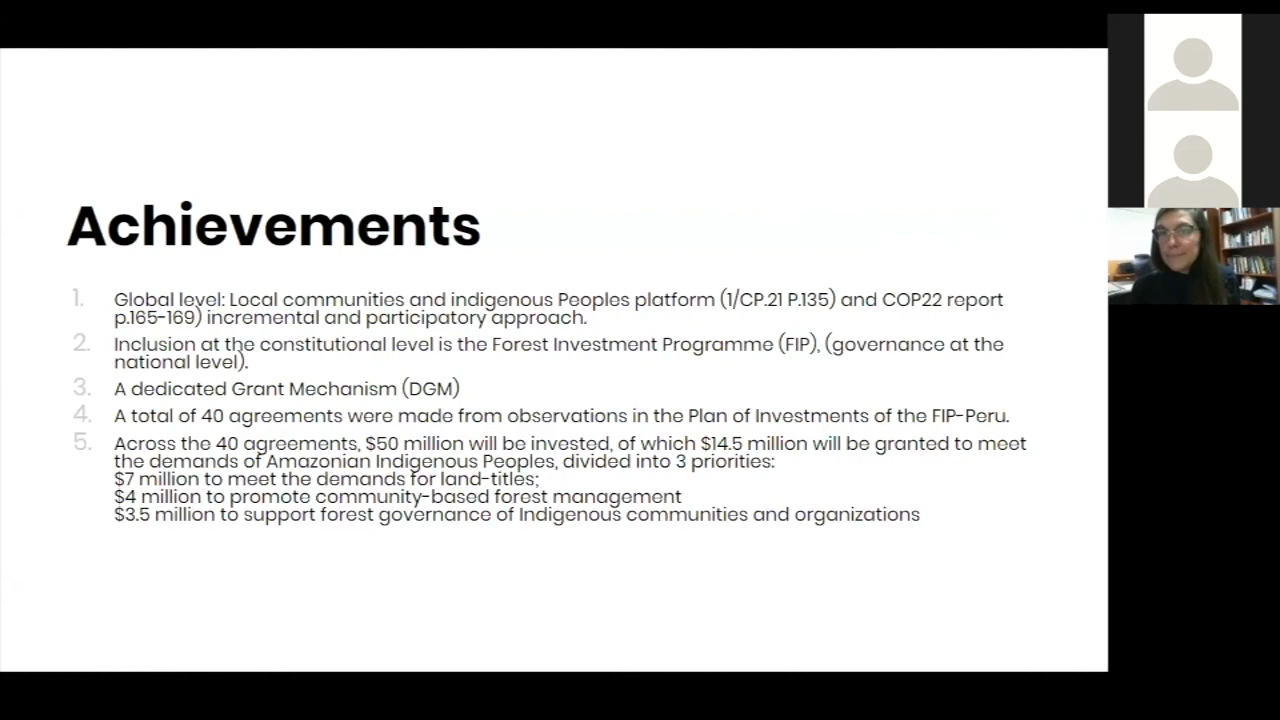 Achievements
1. Global level: Local communities and indigenous Peoples platform (1/CP.21 P.135) and COP22 report
p.165-169) incremental and participatory approach.
2. Inclusion at the constitutional level is the Forest Investment Programme (FIP), (governance at the
national level).
3. A dedicated Grant Mechanism (DGM)
4. A total of 40 agreements were made from observations in the Plan of Investments of the FIP-Peru.
5. Across the 40 agreements, $50 million will be invested, of which $14.5 million will be granted to meet
the demands of Amazonian Indigenous Peoples, divided into 3 priorities:
$7 million to meet the demands for land-titles;
$4 million to promote community-based forest management
$3.5 million to support forest governance of Indigenous communities and organizations